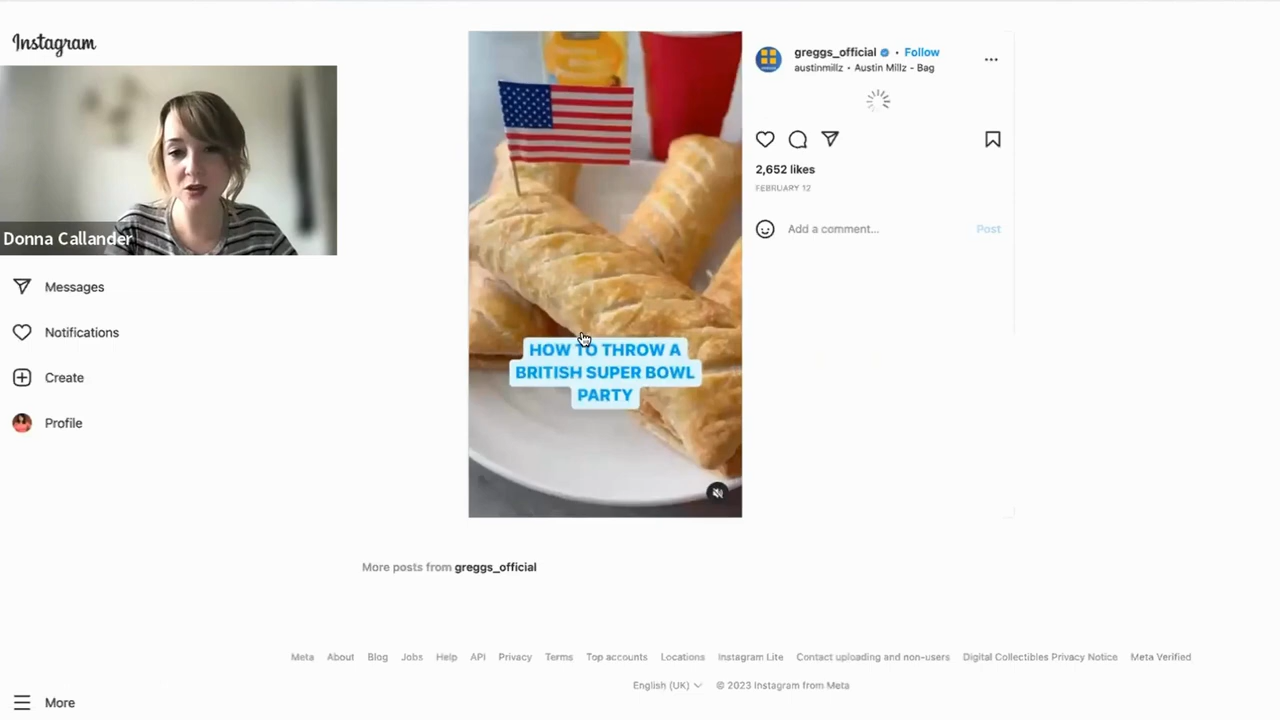 Instagram
Donna Callander
Messages
Notifications
Create
Profile
More
HOW TO THROW A
BRITISH SUPER BOWL
PARTY
greggs_official • Follow
austinmillz • Austin Millz - Bag
2,652 likes
FEBRUARY 12
Add a comment... Post
More posts from greggs_official
Meta About Blog Jobs Help API Privacy Terms Top accounts Locations Instagram Lite Contact uploading and non-users Digital Collectibles Privacy Notice Meta Verified
English (UK) © 2023 Instagram from Meta